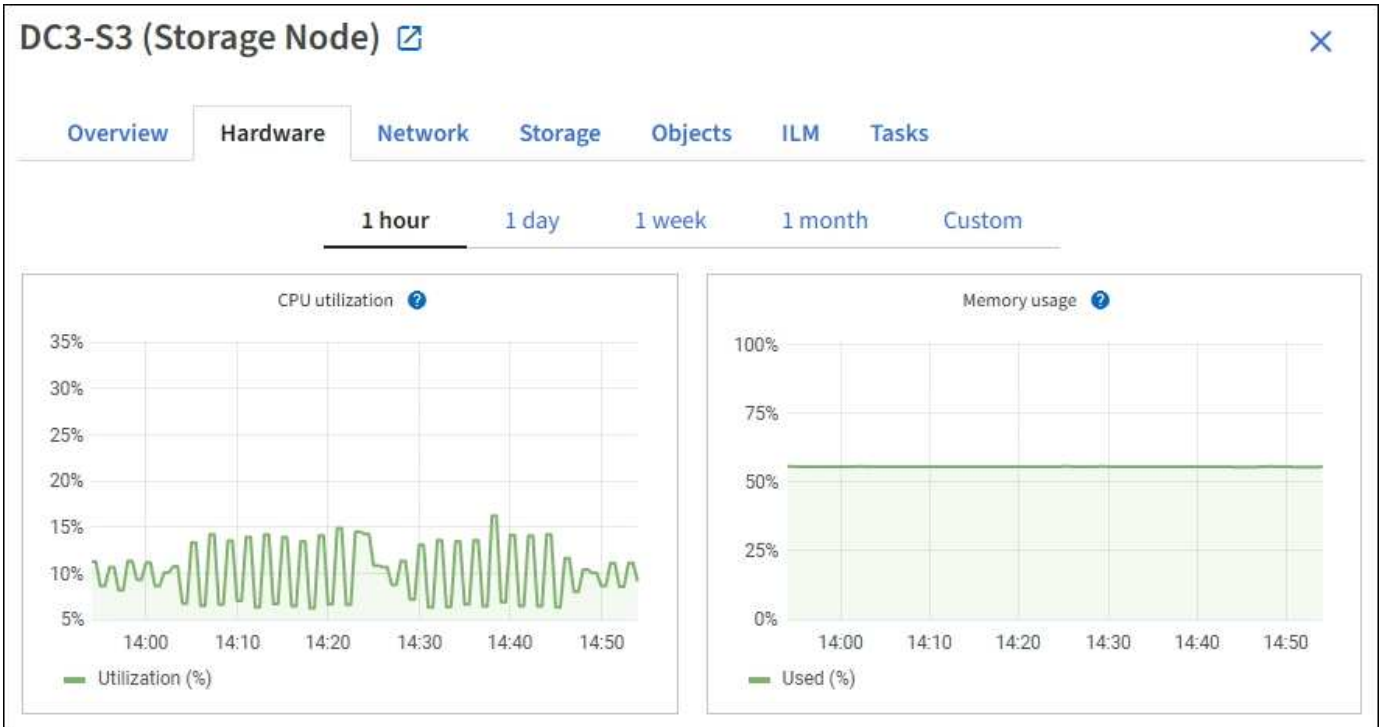 DC3-S3 (Storage Node)
Overview Hardware Network Storage Objects ILM Tasks
1 hour 1 day 1 week 1 month Custom
CPU utilization ?
35%
30%
25%
20%
15%
10%
5%
14:00 14:10 14:20 14:30 14:40 14:50
Utilization (%)
Memory usage ?
100%
75%
50%
25%
0%
14:00 14:10 14:20 14:30 14:40 14:50
Used (%)